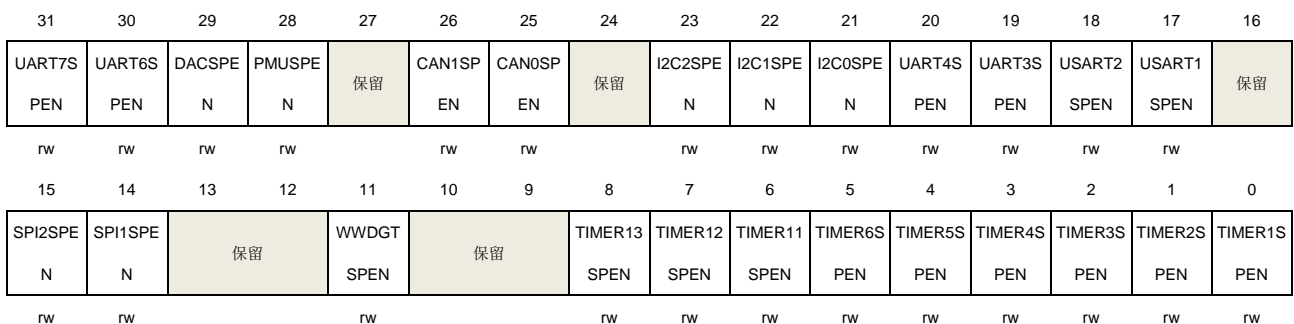 31 30 29 28 27 26 25 24 23 22 21 20 19 18 17 16
UART7S UART6S DACSPE PMUSPE 保留 CAN1SP CAN0SP 保留 I2C2SPE I2C1SPE I2C0SPE UART4S UART3S USART2 USART1 保留
PEN PEN N N EN EN N N N PEN PEN SPEN SPEN
rw rw rw rw rw rw rw rw rw rw rw rw rw
15 14 13 12 11 10 9 8 7 6 5 4 3 2 1 0
SPI2SPE SPI1SPE 保留 WWDGT 保留 TIMER13 TIMER12 TIMER11 TIMER6S TIMER5S TIMER4S TIMER3S TIMER2S TIMER1S
N N SPEN SPEN SPEN SPEN PEN PEN PEN PEN PEN PEN
rw rw rw rw rw rw rw rw rw rw rw rw